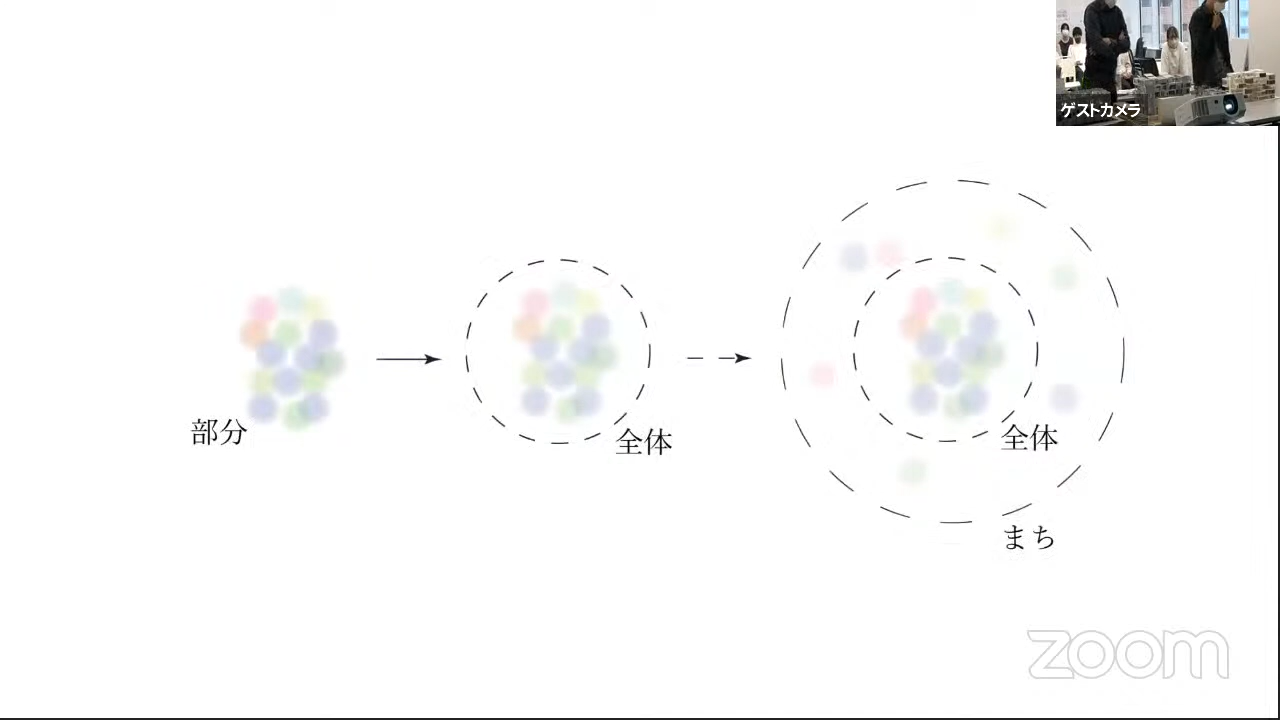 ゲストカメラ
部分
全体
全体
まち
zoom